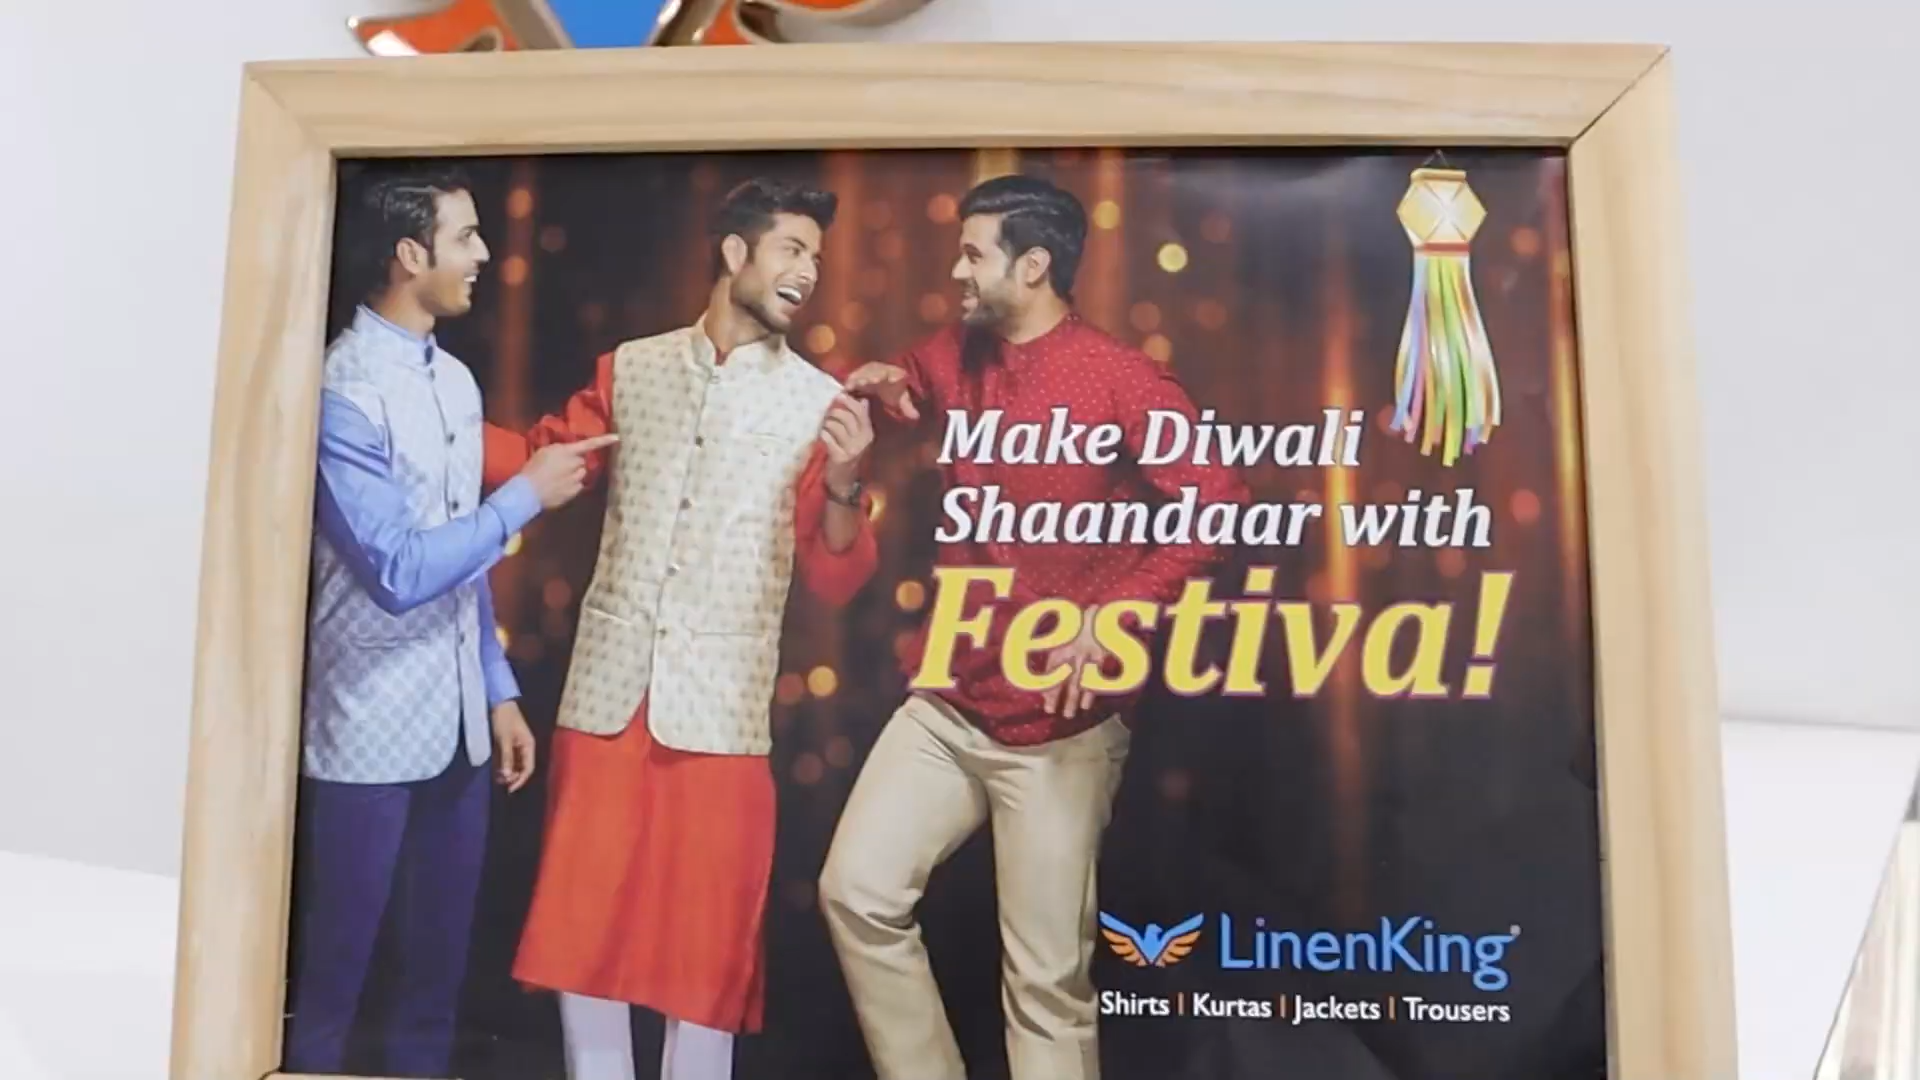 Make Diwali
Shaandaar with
Festiva!
LinenKing®
Shirts | Kurtas | Jackets | Trousers